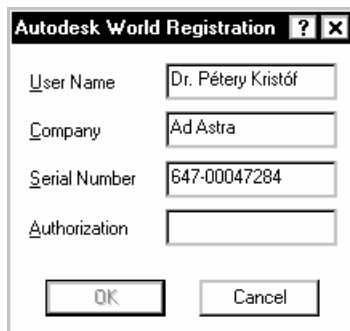 Autodesk World Registration ? X
User Name Dr. Pétery Kristóf
Company Ad Astra
Serial Number 647-00047284
Authorization
OK Cancel